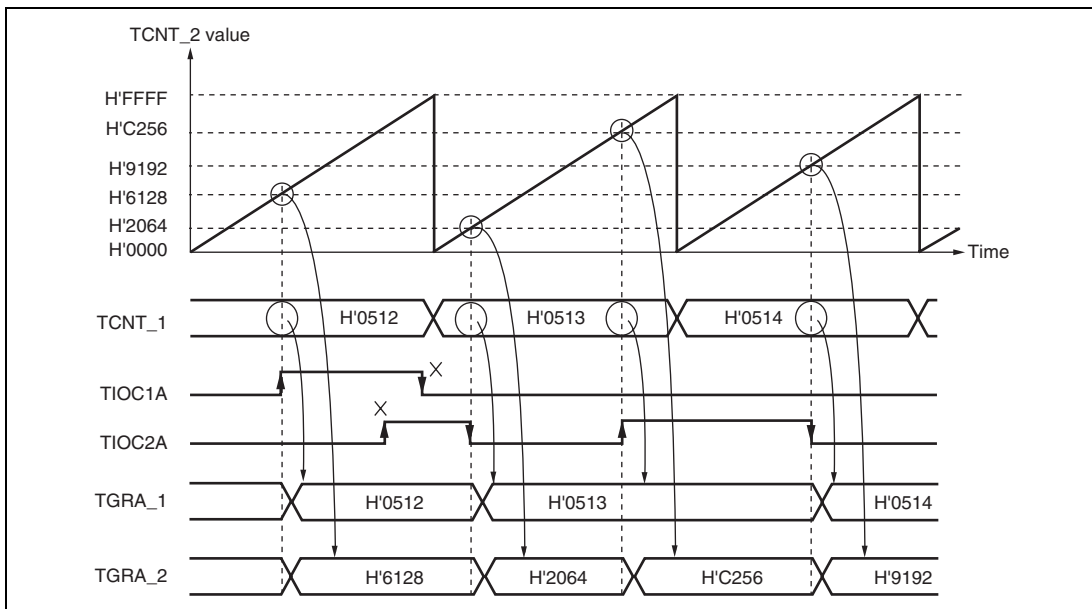 TCNT_2 value
H'FFFF
H'C256
H'9192
H'6128
H'2064
H'0000
Time
TCNT_1
H'0512
H'0513
H'0514
TIOC1A
X
TIOC2A
X
TGRA_1
H'0512
H'0513
H'0514
TGRA_2
H'6128
H'2064
H'C256
H'9192